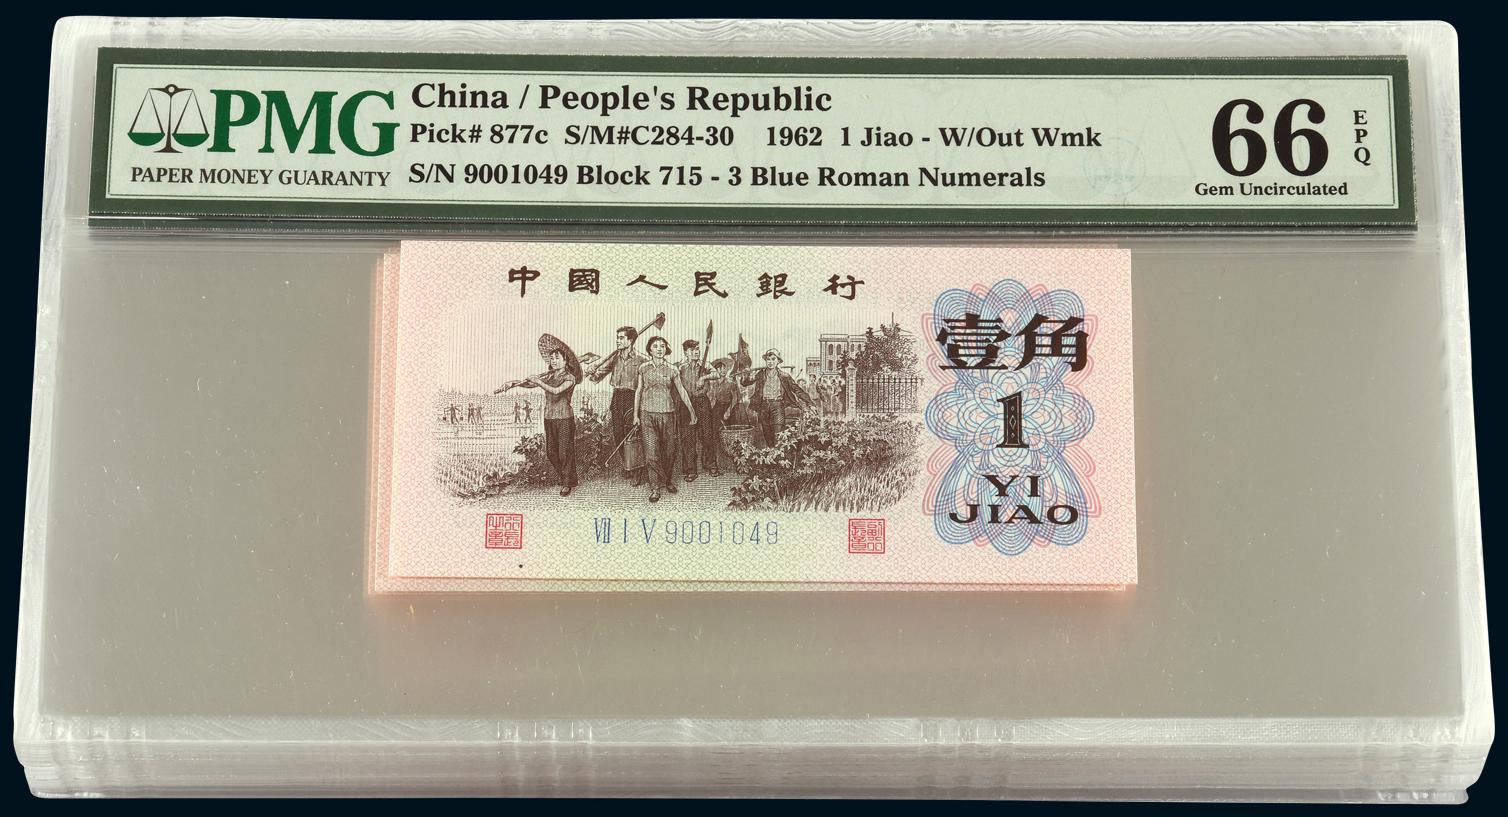 PMG
PAPER MONEY GUARANTY
China / People's Republic
Pick# 877c S/M#C284-30 1962 1 Jiao - W/Out Wmk
S/N 9001049 Block 715 - 3 Blue Roman Numerals
66
EPQ
Gem Uncirculated
中國人民銀行
壹角
1
YI
JIAO
Ⅶ Ⅰ Ⅴ 9001049